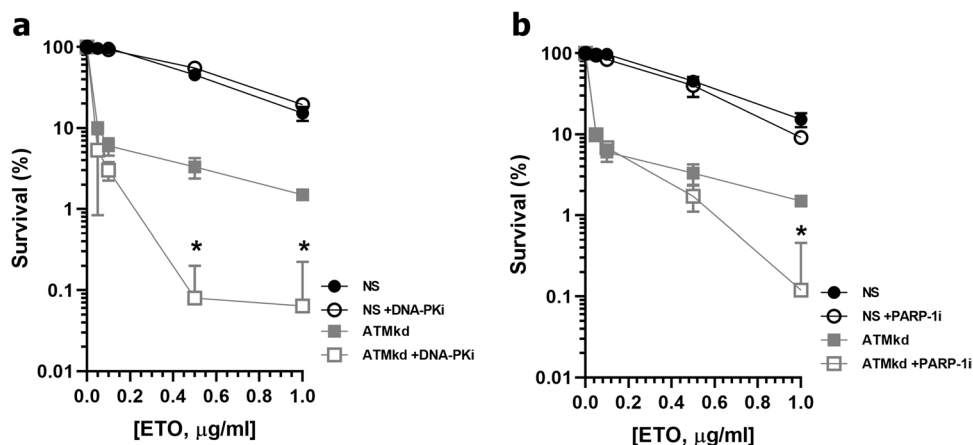 a
100
10
1
0.1
0.01
Survival (%)
*
*
NS
NS +DNA-PKi
ATMkd
ATMkd +DNA-PKi
0.0 0.2 0.4 0.6 0.8 1.0
[ETO, μg/ml]
b
100
10
1
0.1
0.01
Survival (%)
*
NS
NS +PARP-1i
ATMkd
ATMkd +PARP-1i
0.0 0.2 0.4 0.6 0.8 1.0
[ETO, μg/ml]